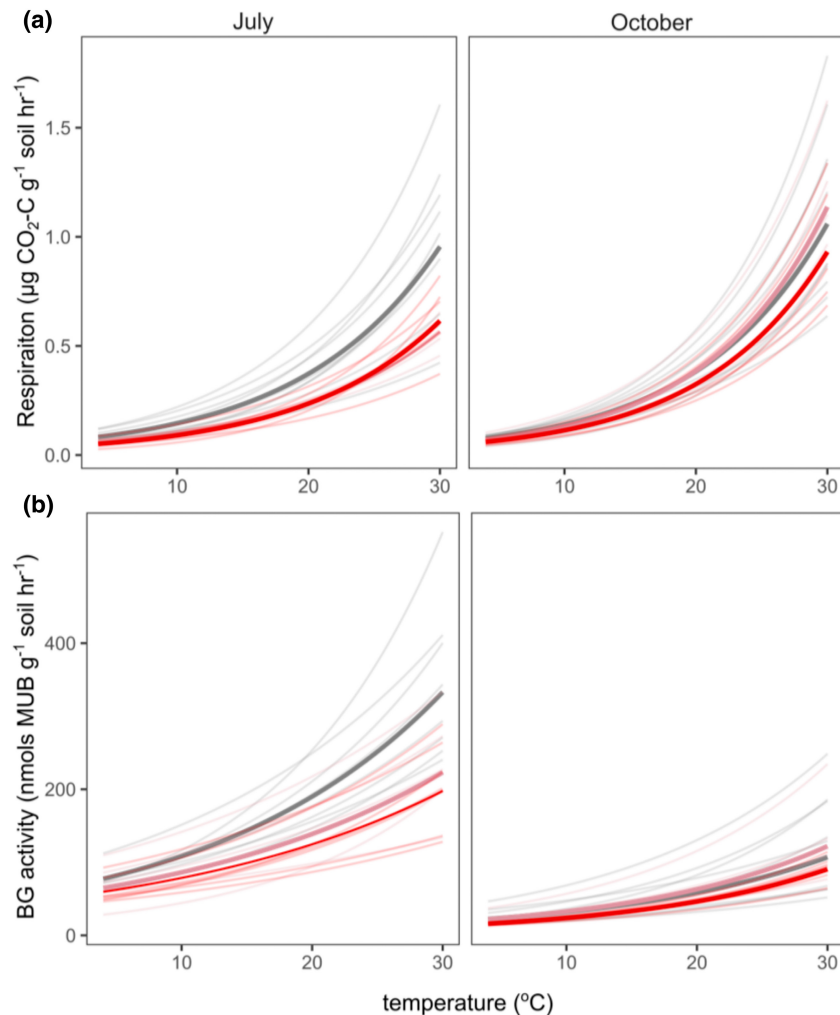 (a)
July
October
Respiraiton (µg CO₂-C g⁻¹ soil hr⁻¹)
1.5
1.0
0.5
0.0
10
20
30
10
20
30
(b)
BG activity (nmols MUB g⁻¹ soil hr⁻¹)
400
200
0
10
20
30
10
20
30
temperature (ºC)